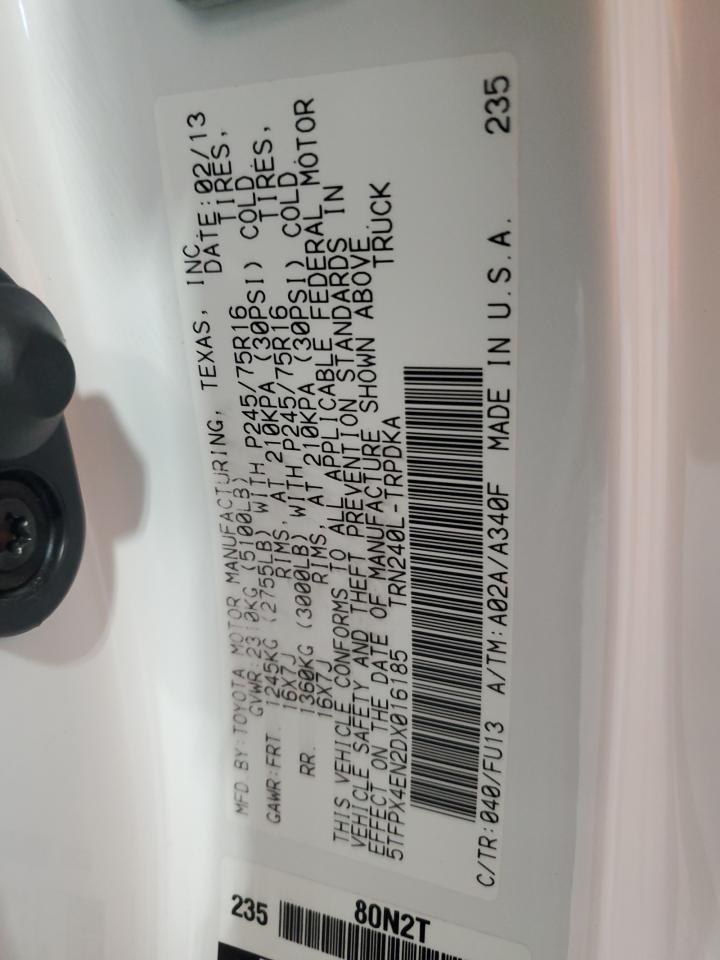 MFD. BY: TOYOTA MOTOR MANUFACTURING, TEXAS, INC.
GVWR: 2310KG (5100LB) DATE: 02/13
GAWR: FRT. 1245KG (2755LB) WITH P245/75R16 TIRES,
16X7J RIMS, AT 210KPA (30PSI) COLD.
RR. 1360KG (3000LB) WITH P245/75R16 TIRES,
16X7J RIMS, AT 210KPA (30PSI) COLD
THIS VEHICLE CONFORMS TO ALL APPLICABLE FEDERAL MOTOR
VEHICLE SAFETY AND THEFT PREVENTION STANDARDS IN
EFFECT ON THE DATE OF MANUFACTURE SHOWN ABOVE.
5TFPX4EN2DX016185 TRN240L-TRPDKA TRUCK
C/TR: 040/FU13 A/TM: A02A/A340F MADE IN U.S.A. 235
235 80N2T